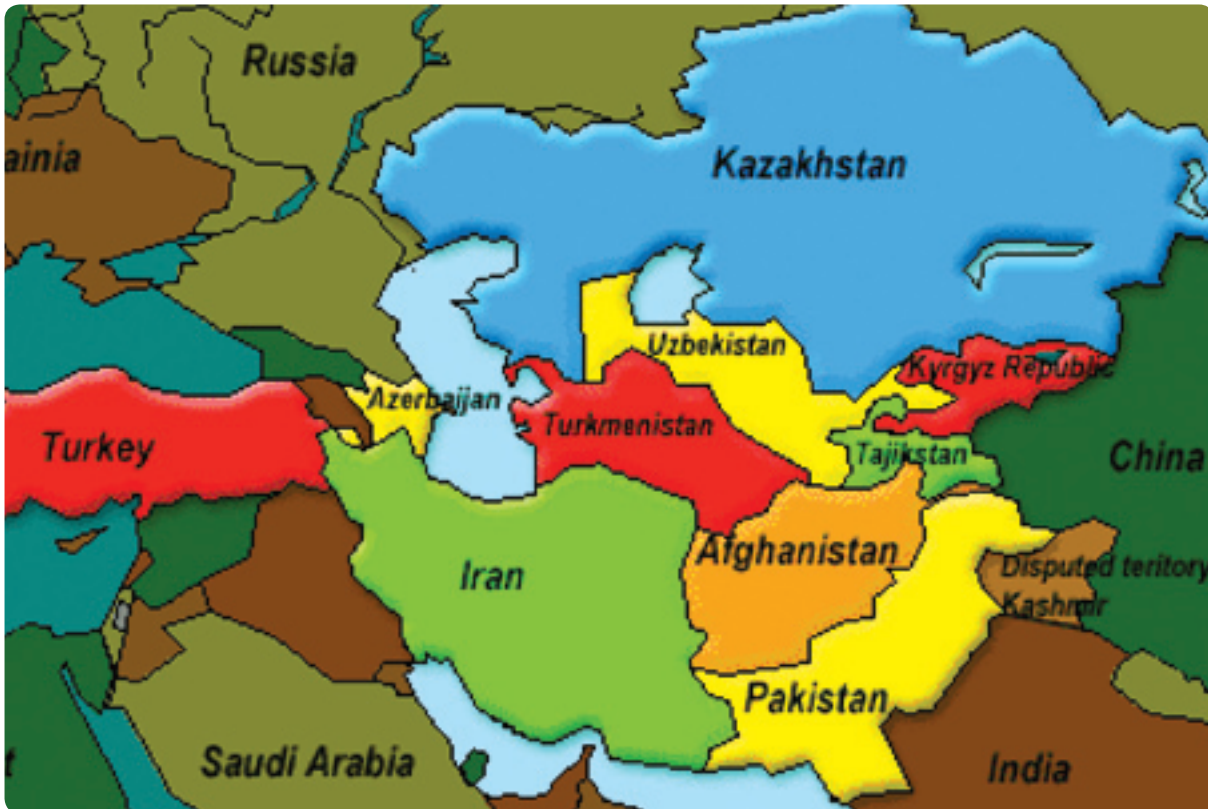 Russia
ainia
Kazakhstan
Uzbekistan
Kyrgyz Republic
Azerbaijan
Turkmenistan
Turkey
Tajikstan
China
Afghanistan
Iran
Disputed teritory
Kashmir
Pakistan
Saudi Arabia
India
t